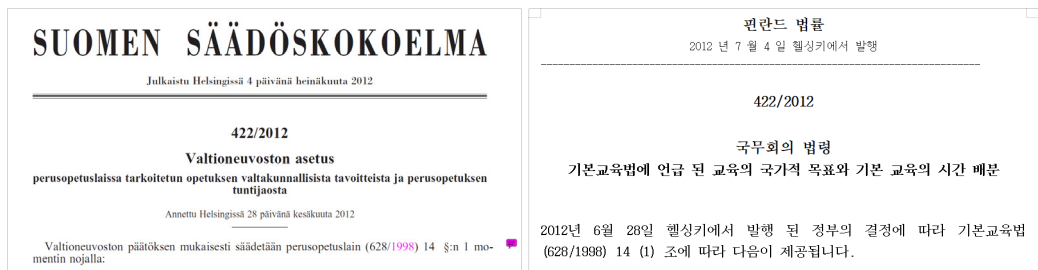 SUOMEN SÄÄDÖSKOKOELMA
Julkaistu Helsingissä 4 päivänä heinäkuuta 2012
422/2012
Valtioneuvoston asetus
perusopetuslaissa tarkoitetun opetuksen valtakunnallisista tavoitteista ja perusopetuksen
tuntijaosta
Annettu Helsingissä 28 päivänä kesäkuuta 2012
Valtioneuvoston päätöksen mukaisesti säädetään perusopetuslain (628/1998) 14 §:n 1 mo-
mentin nojalla:
핀란드 법률
2012 년 7 월 4 일 헬싱키에서 발행
422/2012
국무회의 법령
기본교육법에 언급 된 교육의 국가적 목표와 기본 교육의 시간 배분
2012년 6월 28일 헬싱키에서 발행 된 정부의 결정에 따라 기본교육법
(628/1998) 14 (1) 조에 따라 다음이 제공됩니다.